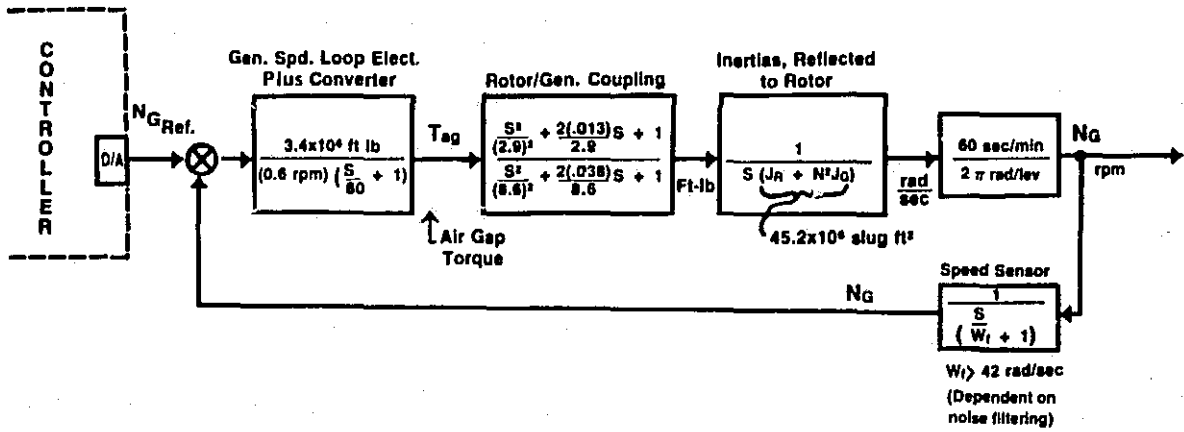 CONTROLLER
D/A
N_G Ref.
Gen. Spd. Loop Elect.
Plus Converter
3.4x10⁶ ft lb
(0.6 rpm) ( S/60 + 1)
T_ag
Air Gap
Torque
Rotor/Gen. Coupling
S²/(2.9)² + 2(.013)S/2.9 + 1
S²/(8.6)² + 2(.038)S/8.6 + 1
Ft-lb
Inertias, Reflected
to Rotor
1
S (J_R + N²J_G)
45.2x10⁶ slug ft²
rad
sec
60 sec/min
2 π rad/lev
N_G
rpm
Speed Sensor
1
( S/W_f + 1)
N_G
W_f> 42 rad/sec
(Dependent on
noise filtering)